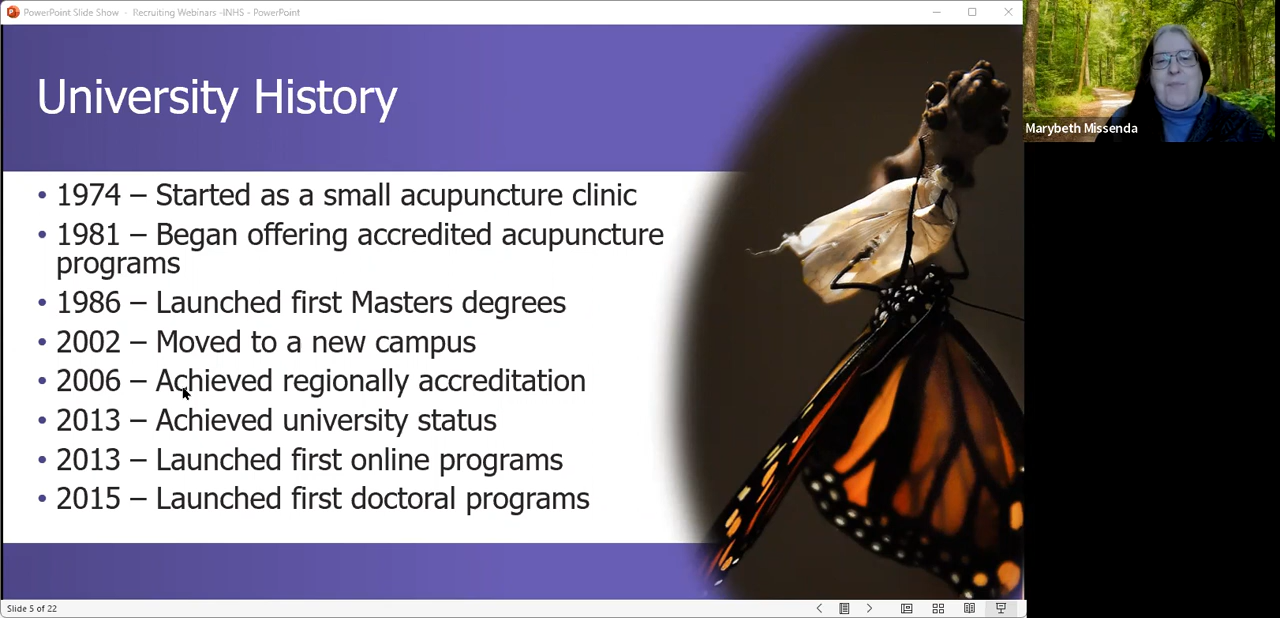 PowerPoint Slide Show - Recruiting Webinars -INHS - PowerPoint
University History
• 1974 – Started as a small acupuncture clinic
• 1981 – Began offering accredited acupuncture
programs
• 1986 – Launched first Masters degrees
• 2002 – Moved to a new campus
• 2006 – Achieved regionally accreditation
• 2013 – Achieved university status
• 2013 – Launched first online programs
• 2015 – Launched first doctoral programs
Slide 5 of 22
Marybeth Missenda